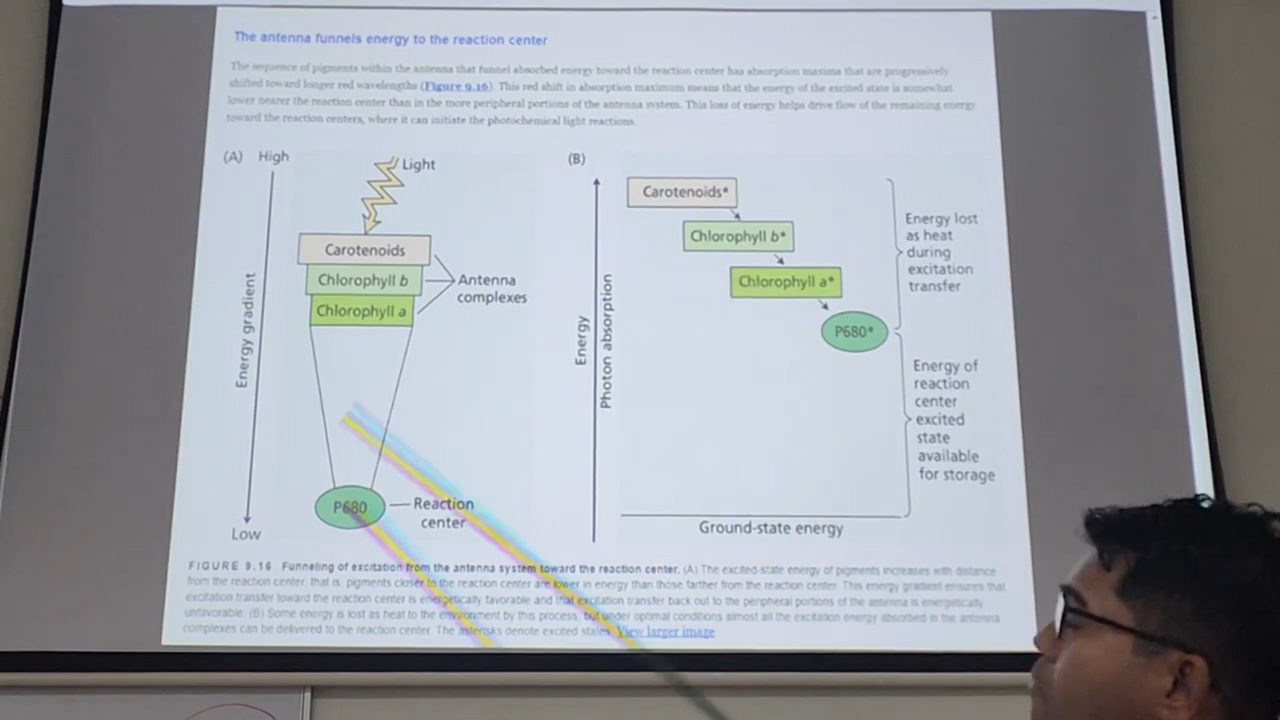 The antenna funnels energy to the reaction center
The sequence of pigments within the antenna that funnel absorbed energy toward the reaction center has absorption maxima that are progressively
shifted toward longer red wavelengths (Figure 9.16). This red shift in absorption maximum means that the energy of the excited state is somewhat
lower nearer the reaction center than in the more peripheral portions of the antenna system. This loss of energy helps drive flow of the remaining energy
toward the reaction centers, where it can initiate the photochemical light reactions.
(A) High
Light
Carotenoids
Chlorophyll b
Chlorophyll a
Antenna
complexes
Energy gradient
P680
Reaction
center
Low
(B)
Energy
Photon absorption
Carotenoids*
Chlorophyll b*
Chlorophyll a*
P680*
Energy lost
as heat
during
excitation
transfer
Energy of
reaction
center
excited
state
available
for storage
Ground-state energy
FIGURE 9.16 Funneling of excitation from the antenna system toward the reaction center. (A) The excited-state energy of pigments increases with distance
from the reaction center, that is, pigments closer to the reaction center are lower in energy than those farther from the reaction center. This energy gradient ensures that
excitation transfer toward the reaction center is energetically favorable and that excitation transfer back out to the peripheral portions of the antenna is energetically
unfavorable. (B) Some energy is lost as heat to the environment by this process, but under optimal conditions almost all the excitation energy absorbed in the antenna
complexes can be delivered to the reaction center. The asterisks denote excited states. View larger image